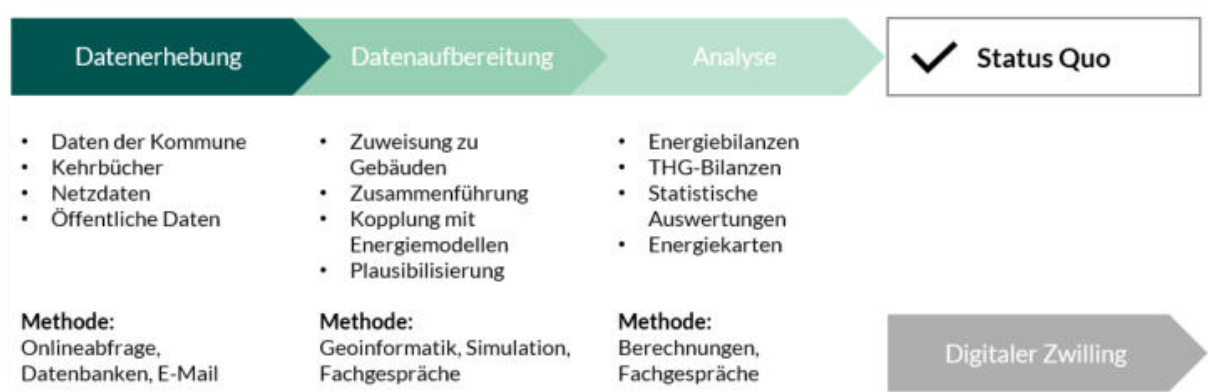 Datenerhebung
Datenaufbereitung
Analyse
Status Quo
• Daten der Kommune
• Kehrbücher
• Netzdaten
• Öffentliche Daten
• Zuweisung zu
Gebäuden
• Zusammenführung
• Kopplung mit
Energiemodellen
• Plausibilisierung
• Energiebilanzen
• THG-Bilanzen
• Statistische
Auswertungen
• Energiekarten
Methode:
Onlineabfrage,
Datenbanken, E-Mail
Methode:
Geoinformatik, Simulation,
Fachgespräche
Methode:
Berechnungen,
Fachgespräche
Digitaler Zwilling